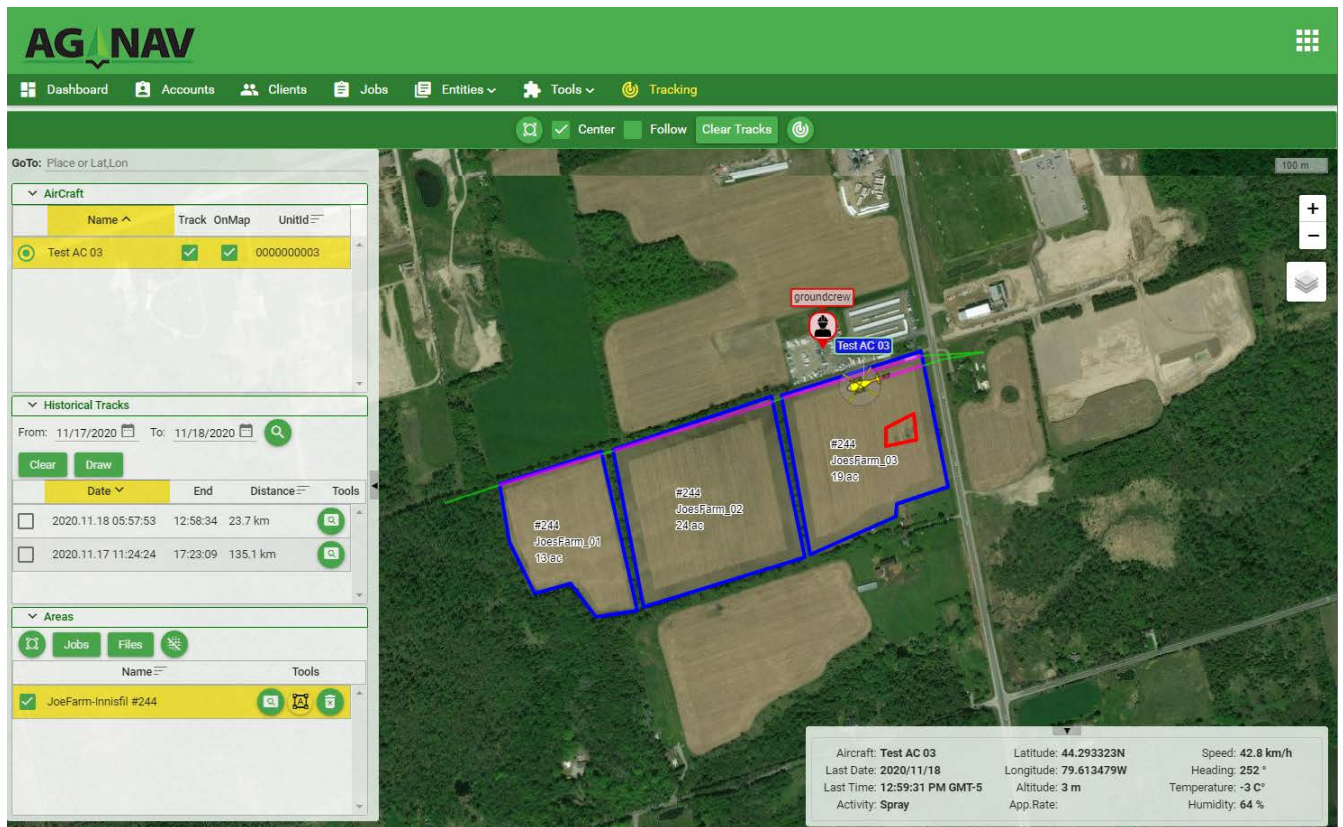 AG NAV
Dashboard Accounts Clients Jobs Entities Tools Tracking
Center Follow Clear Tracks
GoTo: Place or Lat,Lon
100 m
AirCraft
Name Track OnMap UnitId
Test AC 03 0000000003
+
−
groundcrew
Test AC 03
Historical Tracks
From: 11/17/2020 To: 11/18/2020
Clear Draw
Date End Distance Tools
2020.11.18 05:57:53 12:58:34 23.7 km
2020.11.17 11:24:24 17:23:09 135.1 km
#244
JoesFarm_03
19 ac
#244
JoesFarm_02
24 ac
#244
JoesFarm_01
13 ac
Areas
Jobs Files
Name Tools
JoeFarm-Innisfil #244 A
Aircraft: Test AC 03 Latitude: 44.293323N Speed: 42.8 km/h
Last Date: 2020/11/18 Longitude: 79.613479W Heading: 252 °
Last Time: 12:59:31 PM GMT-5 Altitude: 3 m Temperature: -3 C°
Activity: Spray App.Rate: Humidity: 64 %